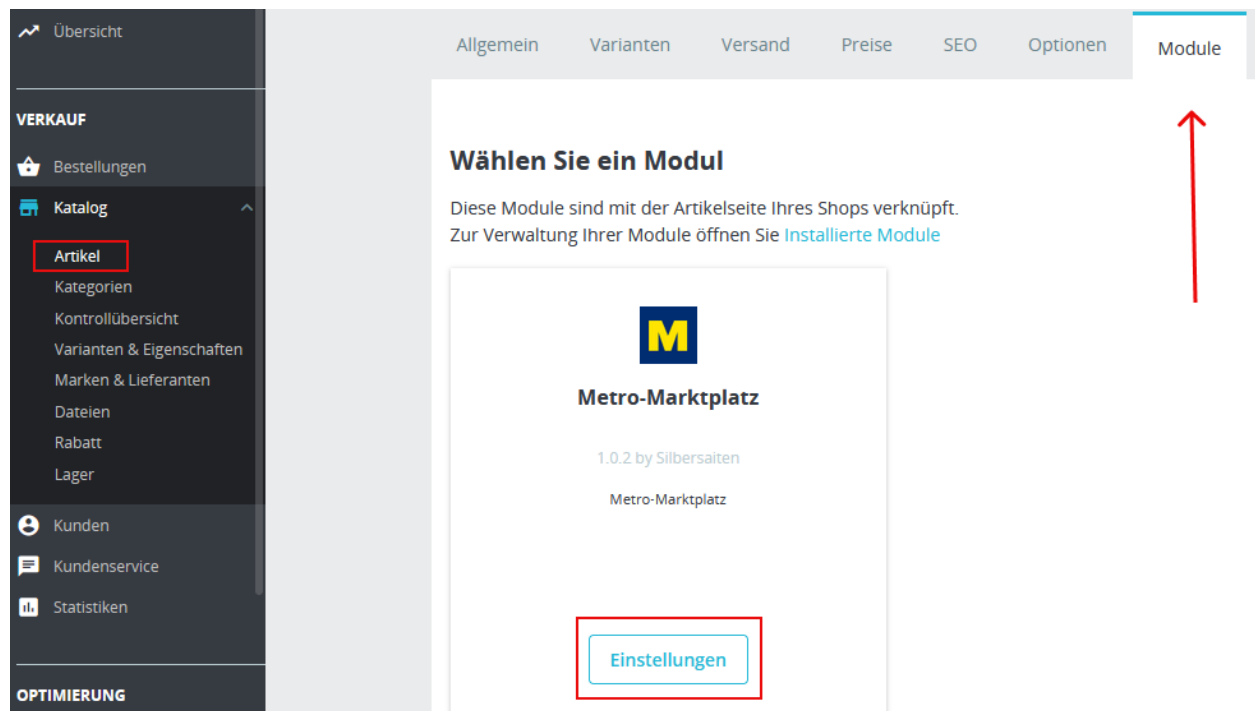 Übersicht
VERKAUF
Bestellungen
Katalog
Artikel
Kategorien
Kontrollübersicht
Varianten & Eigenschaften
Marken & Lieferanten
Dateien
Rabatt
Lager
Kunden
Kundenservice
Statistiken
OPTIMIERUNG
Allgemein Varianten Versand Preise SEO Optionen Module
Wählen Sie ein Modul
Diese Module sind mit der Artikelseite Ihres Shops verknüpft.
Zur Verwaltung Ihrer Module öffnen Sie Installierte Module
M
Metro-Marktplatz
1.0.2 by Silbersaiten
Metro-Marktplatz
Einstellungen